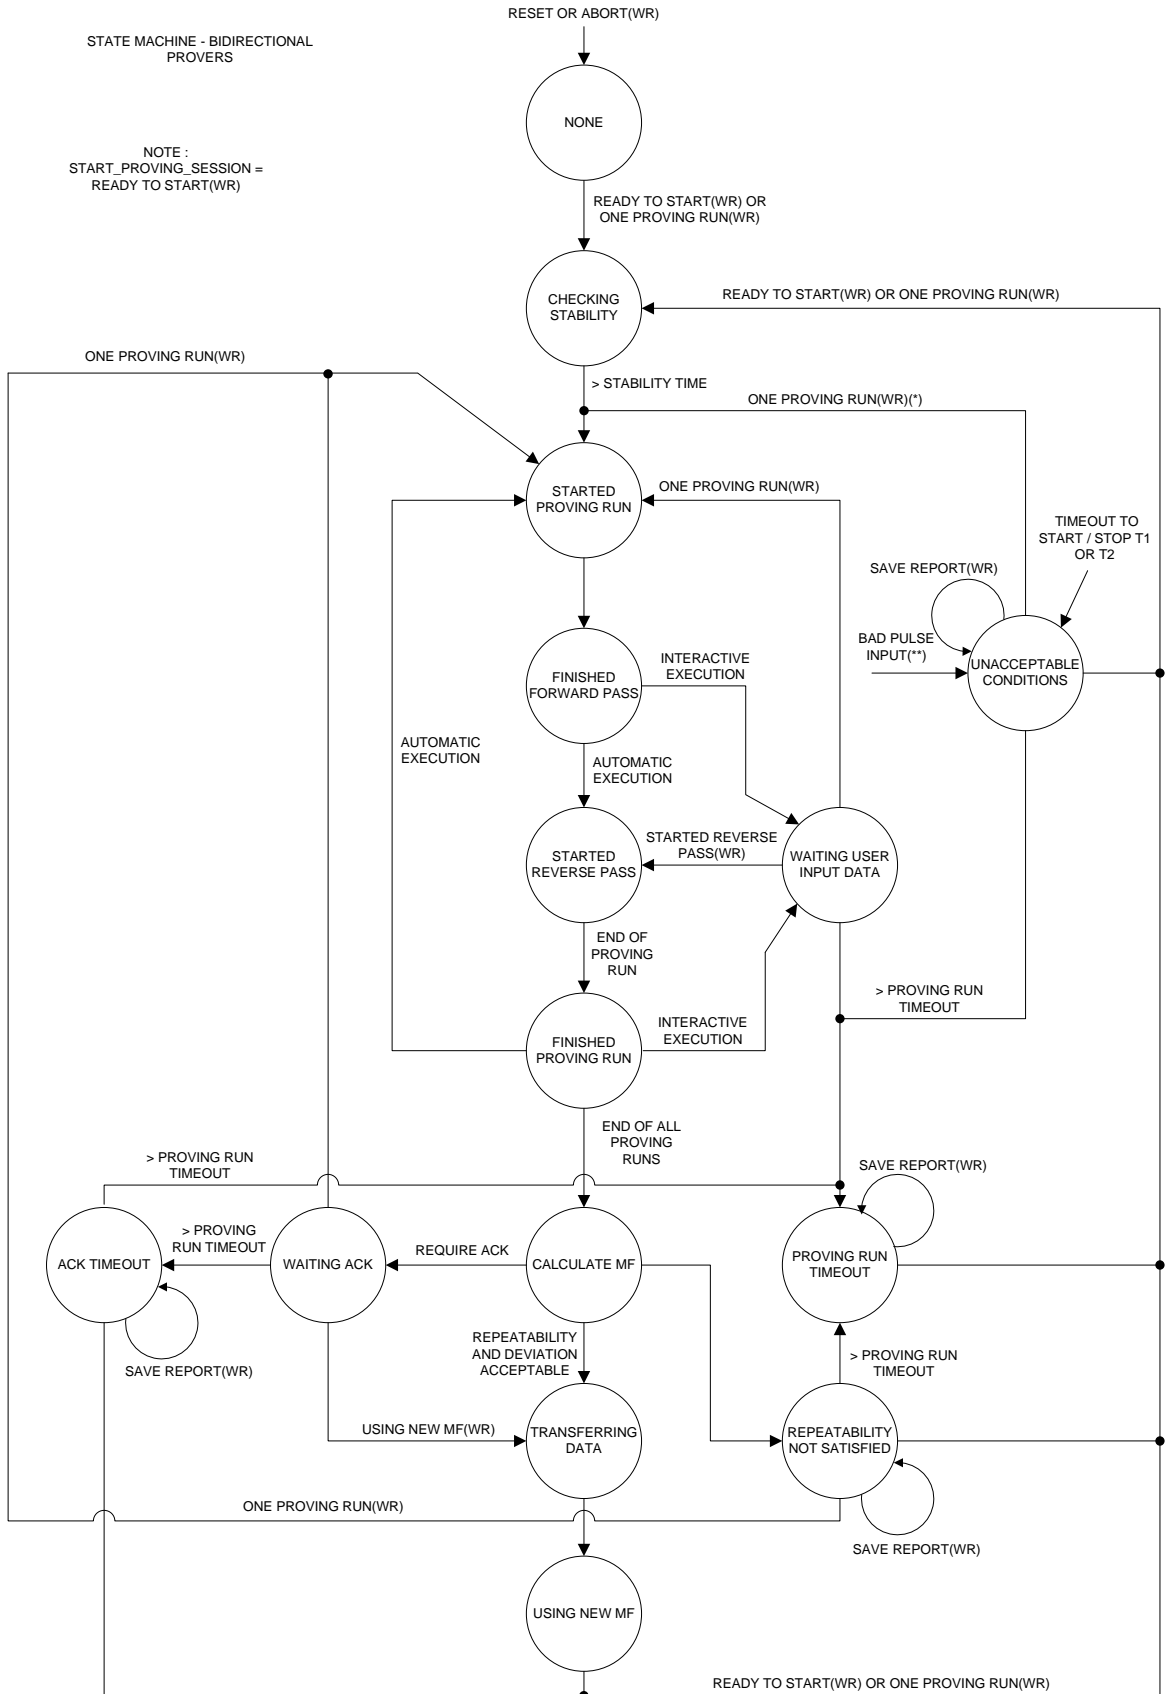 RESET OR ABORT(WR)
STATE MACHINE - BIDIRECTIONAL
PROVERS
NONE
NOTE :
START_PROVING_SESSION =
READY TO START(WR)
READY TO START(WR) OR
ONE PROVING RUN(WR)
CHECKING
STABILITY
READY TO START(WR) OR ONE PROVING RUN(WR)
ONE PROVING RUN(WR)
> STABILITY TIME
ONE PROVING RUN(WR)(*)
STARTED
PROVING RUN
ONE PROVING RUN(WR)
TIMEOUT TO
START / STOP T1
OR T2
SAVE REPORT(WR)
BAD PULSE
INPUT(**)
UNACCEPTABLE
CONDITIONS
FINISHED
FORWARD PASS
INTERACTIVE
EXECUTION
AUTOMATIC
EXECUTION
AUTOMATIC
EXECUTION
STARTED
REVERSE PASS
STARTED REVERSE
PASS(WR)
WAITING USER
INPUT DATA
END OF
PROVING
RUN
> PROVING RUN
TIMEOUT
FINISHED
PROVING RUN
INTERACTIVE
EXECUTION
END OF ALL
PROVING
RUNS
> PROVING RUN
TIMEOUT
SAVE REPORT(WR)
ACK TIMEOUT
> PROVING
RUN TIMEOUT
WAITING ACK
REQUIRE ACK
CALCULATE MF
PROVING RUN
TIMEOUT
SAVE REPORT(WR)
REPEATABILITY
AND DEVIATION
ACCEPTABLE
> PROVING RUN
TIMEOUT
USING NEW MF(WR)
TRANSFERRING
DATA
REPEATABILITY
NOT SATISFIED
ONE PROVING RUN(WR)
SAVE REPORT(WR)
USING NEW MF
READY TO START(WR) OR ONE PROVING RUN(WR)